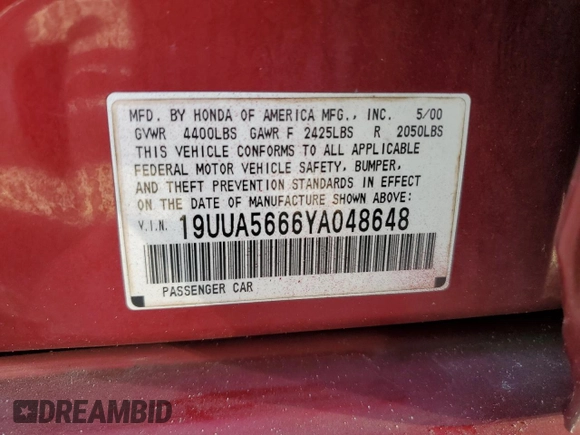 MFD. BY HONDA OF AMERICA MFG., INC. 5/00
GVWR 4400LBS GAWR F 2425LBS R 2050LBS
THIS VEHICLE CONFORMS TO ALL APPLICABLE
FEDERAL MOTOR VEHICLE SAFETY, BUMPER,
AND THEFT PREVENTION STANDARDS IN EFFECT
ON THE DATE OF MANUFACTURE SHOWN ABOVE:
V.I.N. 19UUA5666YA048648
PASSENGER CAR
DREAMBID